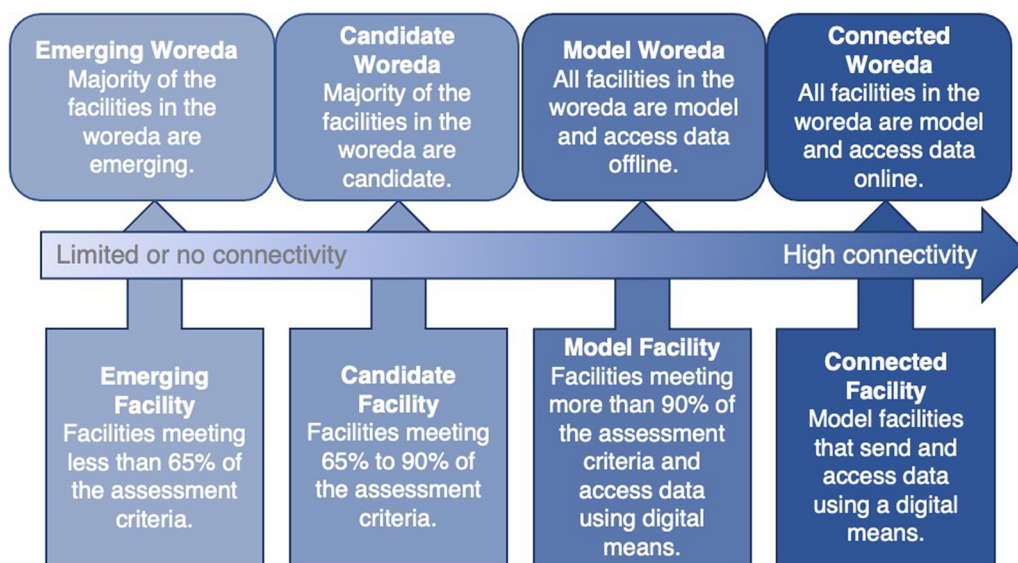 Emerging Woreda
Majority of the
facilities in the
woreda are
emerging.
Candidate
Woreda
Majority of the
facilities in the
woreda are
candidate.
Model Woreda
All facilities in the
woreda are model
and access data
offline.
Connected
Woreda
All facilities in the
woreda are model
and access data
online.
Limited or no connectivity
High connectivity
Emerging
Facility
Facilities meeting
less than 65% of
the assessment
criteria.
Candidate
Facility
Facilities meeting
65% to 90% of
the assessment
criteria.
Model Facility
Facilities meeting
more than 90% of
the assessment
criteria and
access data
using digital
means.
Connected
Facility
Model facilities
that send and
access data
using a digital
means.